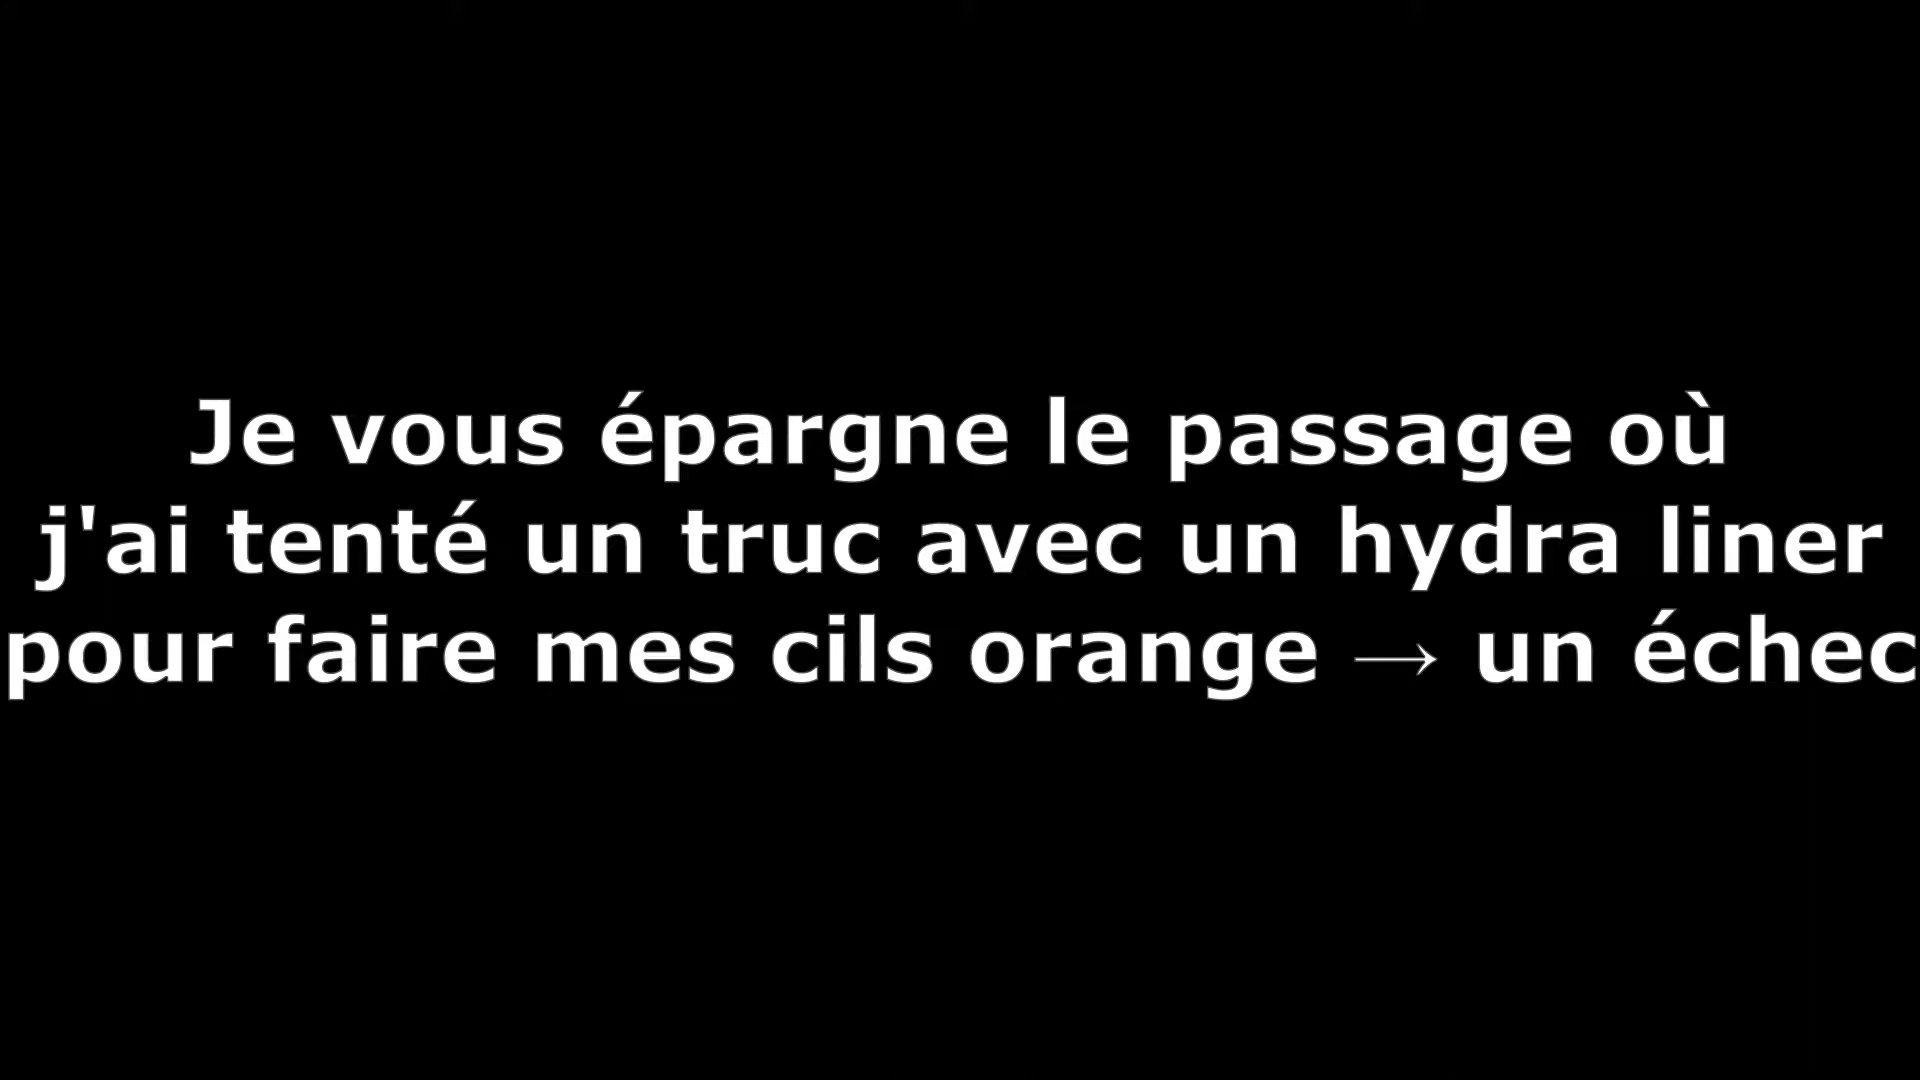 Je vous épargne le passage où
j'ai tenté un truc avec un hydra liner
pour faire mes cils orange → un échec